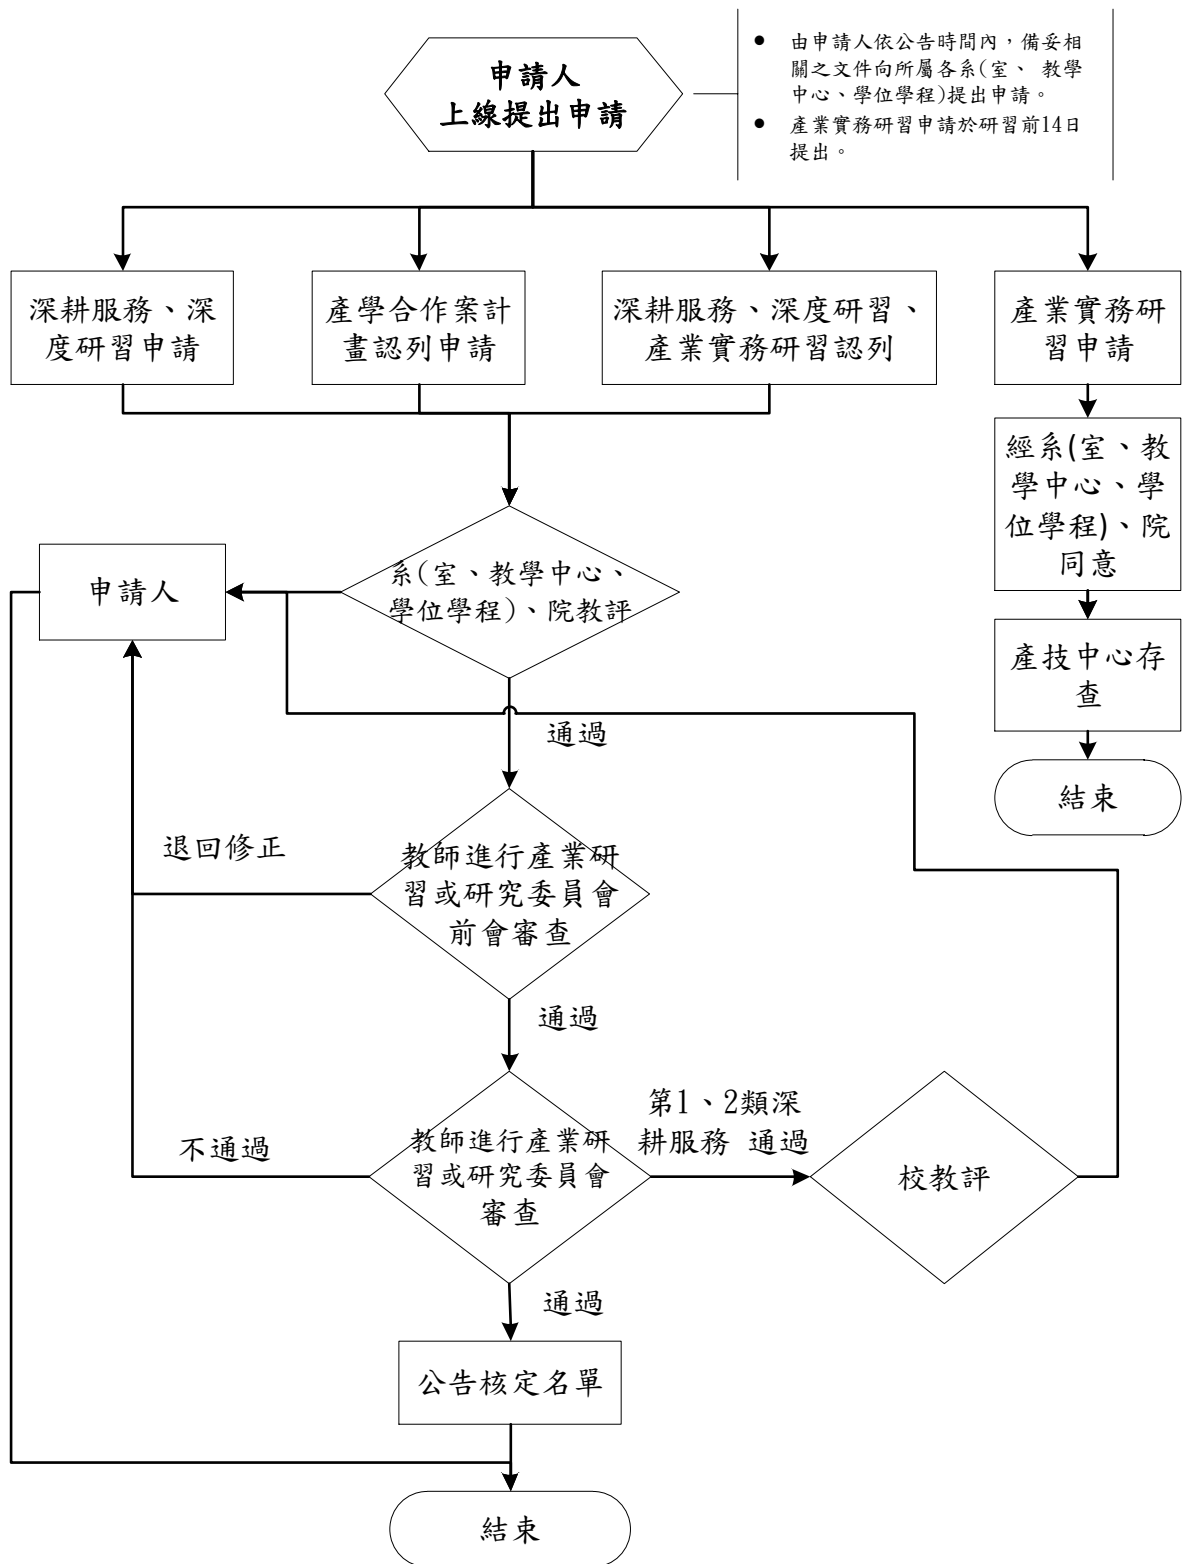 申請人
上線提出申請
● 由申請人依公告時間內，備妥相
關之文件向所屬各系(室、 教學
中心、學位學程)提出申請。
● 產業實務研習申請於研習前14日
提出。
深耕服務、深
度研習申請
產學合作案計
畫認列申請
深耕服務、深度研習、
產業實務研習認列
產業實務研
習申請
經系(室、教
學中心、學
位學程)、院
同意
申請人
系(室、教學中心、
學位學程)、院教評
產技中心存
查
通過
結束
退回修正
教師進行產業研
習或研究委員會
前會審查
通過
不通過
教師進行產業研
習或研究委員會
審查
第1、2類深
耕服務 通過
校教評
通過
公告核定名單
結束